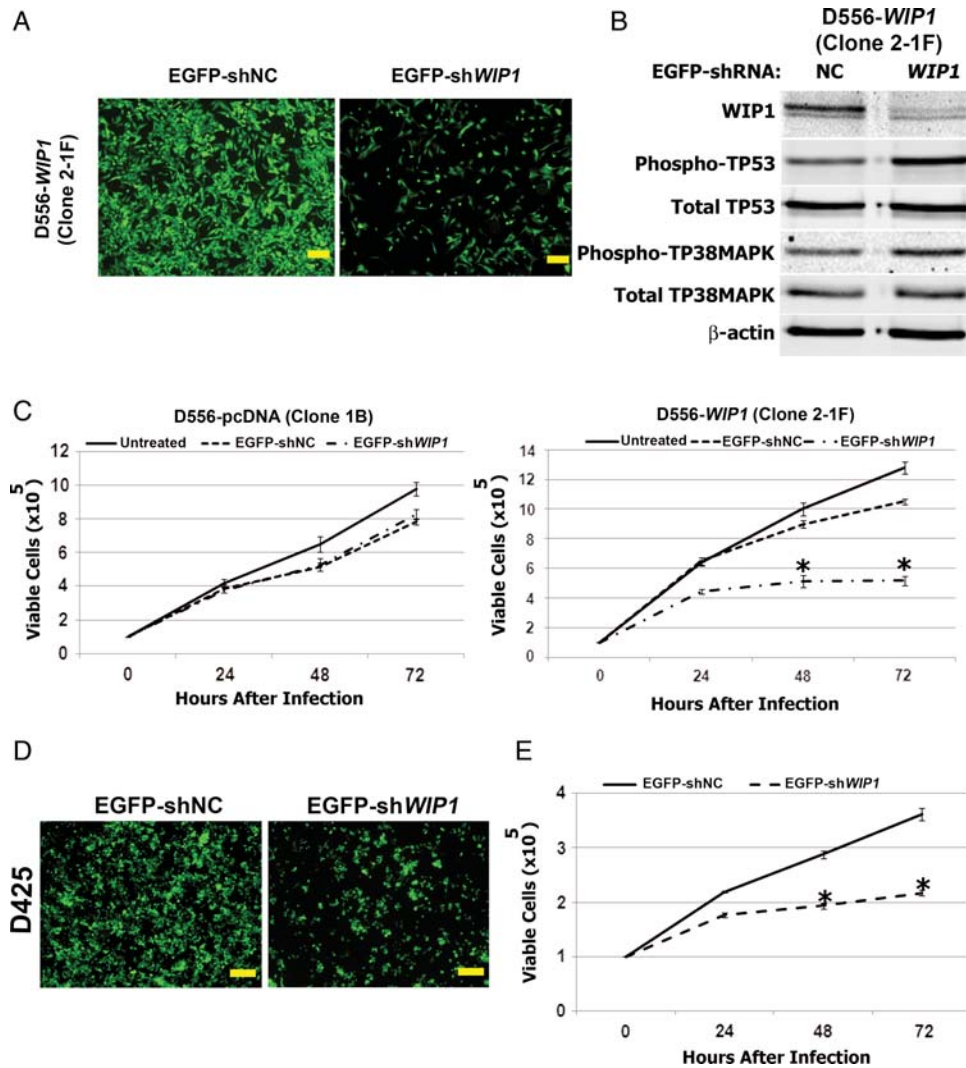 A
EGFP-shNC
EGFP-shWIP1
D556-WIP1
(Clone 2-1F)
B
D556-WIP1
(Clone 2-1F)
EGFP-shRNA: NC WIP1
WIP1
Phospho-TP53
Total TP53
Phospho-TP38MAPK
Total TP38MAPK
β-actin
C
D556-pcDNA (Clone 1B)
Untreated EGFP-shNC EGFP-shWIP1
Viable Cells (x10 5)
12
10
8
6
4
2
0
0 24 48 72
Hours After Infection
D556-WIP1 (Clone 2-1F)
Untreated EGFP-shNC EGFP-shWIP1
Viable Cells (x10 5)
14
12
10
8
6
4
2
0
* *
0 24 48 72
Hours After Infection
D
EGFP-shNC
EGFP-shWIP1
D425
E
EGFP-shNC EGFP-shWIP1
Viable Cells (x10 5)
4
3
2
1
0
* *
0 24 48 72
Hours After Infection